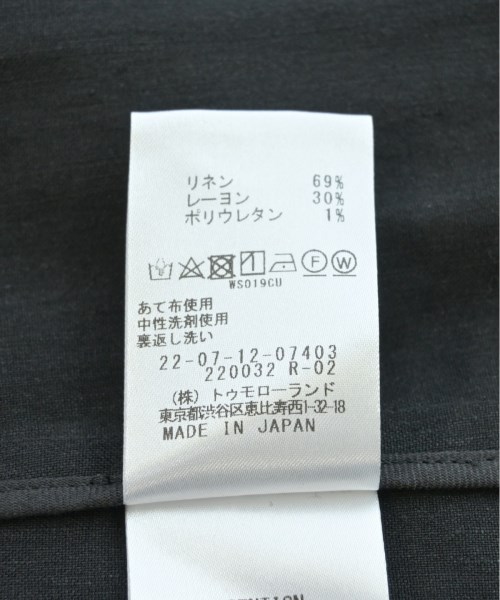 リネン 69%
レーヨン 30%
ポリウレタン 1%
F W
WS019CU
あて布使用
中性洗剤使用
裏返し洗い
22-07-12-07403
220032 R-02
(株) トゥモローランド
東京都渋谷区恵比寿西1-32-18
MADE IN JAPAN